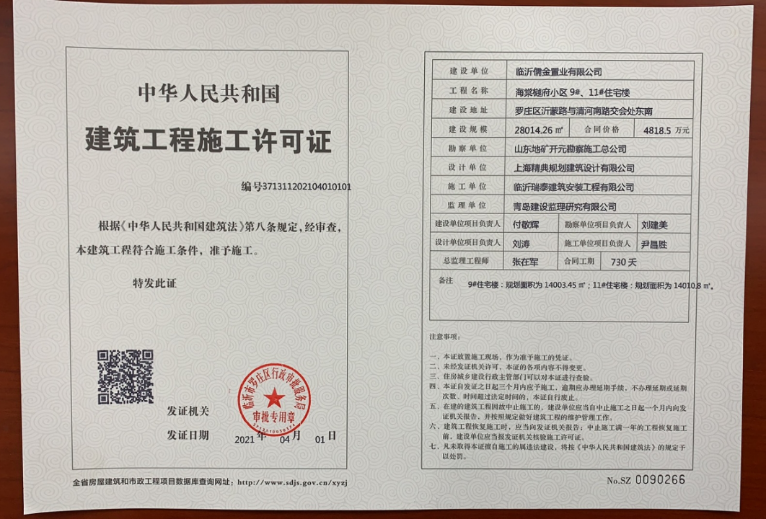 中华人民共和国
建筑工程施工许可证
编号371311202104010101
根据《中华人民共和国建筑法》第八条规定,经审查,
本建筑工程符合施工条件，准予施工。
特发此证
临沂市罗庄区行政审批服务局
审批专用章
发证机关
发证日期 2021 年 04 月 01 日
全省房屋建筑和市政工程项目数据库查询网址：http://www.sdjs.gov.cn/xyzj
建设单位 临沂儒金置业有限公司
工程名称 海棠樾府小区 9#、11#住宅楼
建设地址 罗庄区沂蒙路与清河南路交会处东南
建设规模 28014.26㎡ 合同价格 4818.5 万元
勘察单位 山东地矿开元勘察施工总公司
设计单位 上海精典规划建筑设计有限公司
施工单位 临沂瑞泰建筑安装工程有限公司
监理单位 青岛建设监理研究有限公司
建设单位项目负责人 付敬辉 勘察单位项目负责人 刘建美
设计单位项目负责人 刘涛 施工单位项目负责人 尹昌胜
总监理工程师 张在军 合同工期 730 天
备注
9#住宅楼：规划面积为 14003.45㎡；11#住宅楼：规划面积为 14010.8㎡。
注意事项：
一、本证放置施工现场，作为准予施工的凭证。
二、未经发证机关许可，本证的各项内容不得变更。
三、住房城乡建设行政主管部门可以对本证进行查验。
四、本证自发证之日起三个月内应予施工，逾期应办理延期手续，不办理延期或延期
次数、时间超过法定时间的，本证自行废止。
五、在建的建筑工程因故中止施工的，建设单位应当自中止施工之日起一个月内向发
证机关报告，并按照规定做好建筑工程的维护管理工作。
六、建筑工程恢复施工时，应当向发证机关报告；中止施工满一年的工程恢复施工
前，建设单位应当报发证机关核验施工许可证。
七、凡未取得本证擅自施工的属违法建设，将按《中华人民共和国建筑法》的规定予
以处罚。
No.SZ 0090266